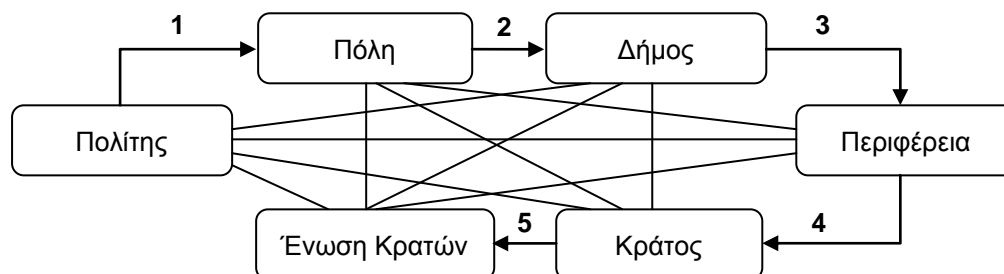 1
2
3
Πόλη
Δήμος
Πολίτης
Περιφέρεια
Ένωση Κρατών
5
Κράτος
4